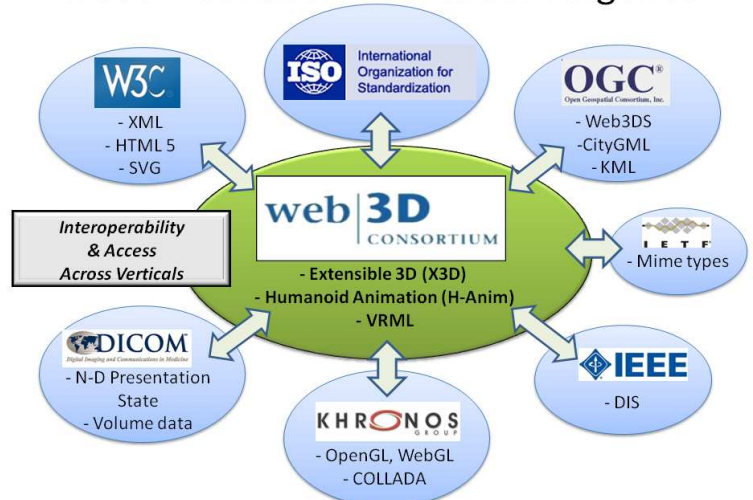 W3C
- XML
- HTML 5
- SVG
ISO
International
Organization for
Standardization
OGC®
Open Geospatial Consortium, Inc.
- Web3DS
-CityGML
- KML
Interoperability
& Access
Across Verticals
web|3D
CONSORTIUM
- Extensible 3D (X3D)
- Humanoid Animation (H-Anim)
- VRML
IETF
- Mime types
DICOM
Digital Imaging and Communications in Medicine
- N-D Presentation
State
- Volume data
KHRONOS
GROUP
- OpenGL, WebGL
- COLLADA
IEEE
- DIS